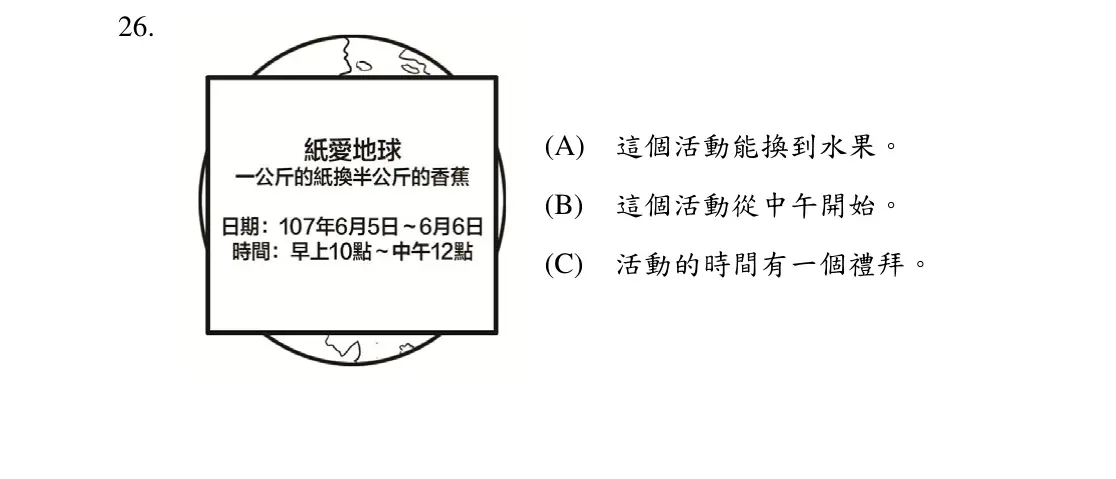 26.
紙愛地球
一公斤的紙換半公斤的香蕉
日期：107年6月5日～6月6日
時間：早上10點～中午12點
(A) 這個活動能換到水果。
(B) 這個活動從中午開始。
(C) 活動的時間有一個禮拜。